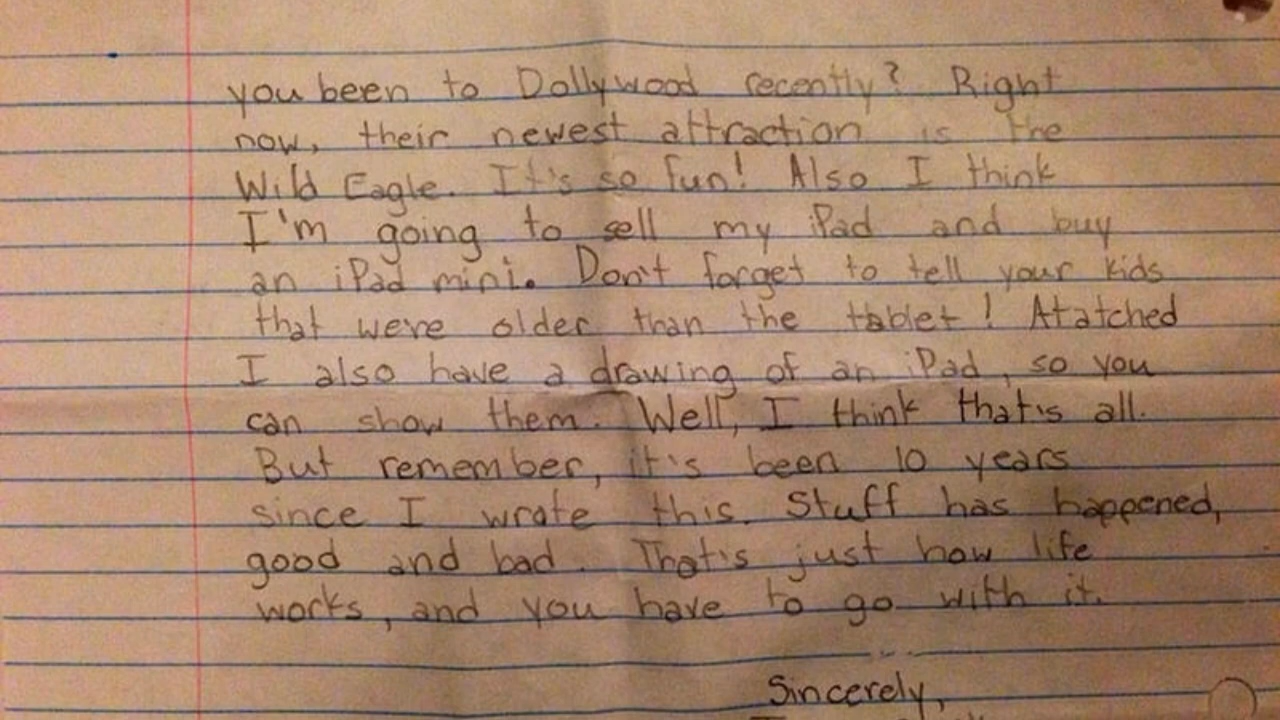 you been to Dollywood recently? Right
now, their newest attraction is the
Wild Eagle. It's so fun! Also I think
I'm going to sell my iPad and buy
an iPad mini. Don't forget to tell your kids
that we're older than the tablet! Atatched
I also have a drawing of an iPad, so you
can show them. Well, I think that's all.
But remember, it's been 10 years
since I wrote this. Stuff has happened,
good and bad. That's just how life
works, and you have to go with it.
Sincerely,